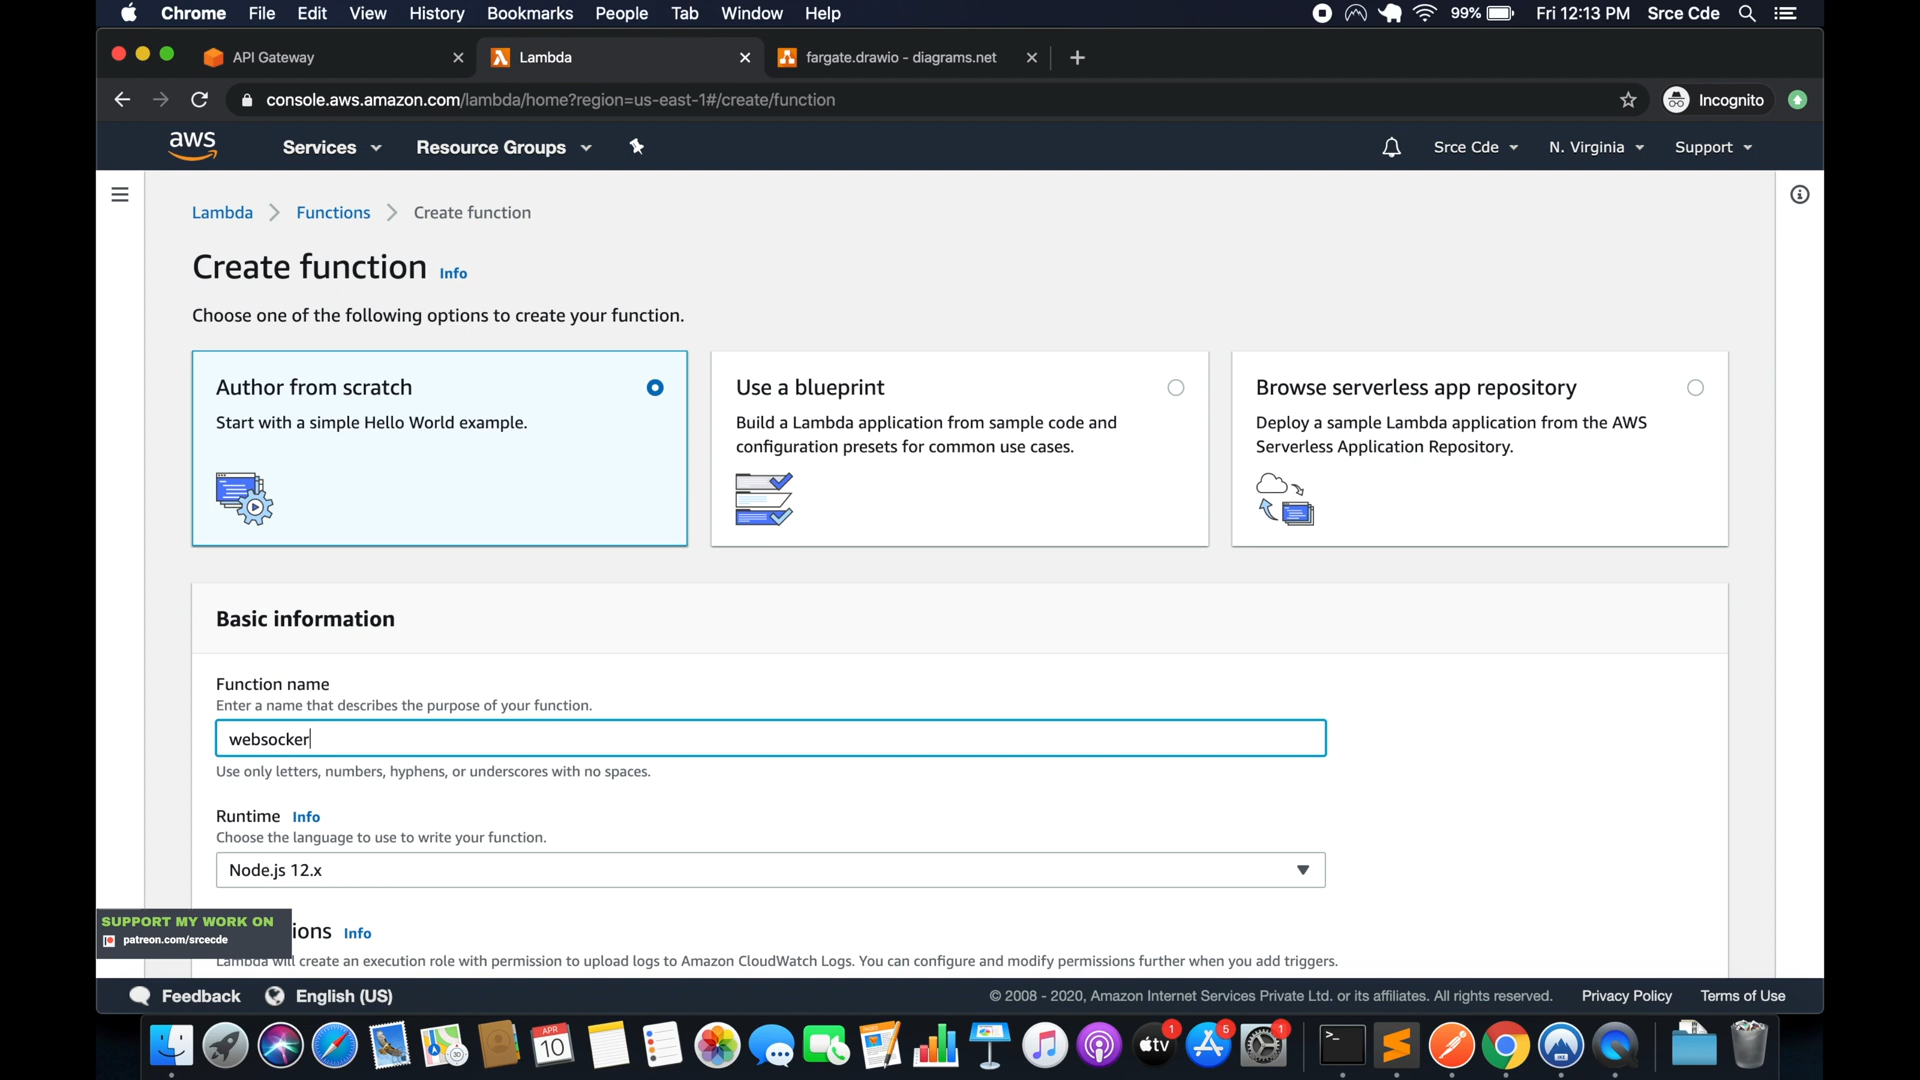 Chrome File Edit View History Bookmarks People Tab Window Help 99% Fri 12:13 PM Srce Cde
API Gateway Lambda fargate.drawio - diagrams.net
console.aws.amazon.com/lambda/home?region=us-east-1#/create/function Incognito
aws Services Resource Groups Srce Cde N. Virginia Support
Lambda Functions Create function
Create function Info
Choose one of the following options to create your function.
Author from scratch
Start with a simple Hello World example.
Use a blueprint
Build a Lambda application from sample code and
configuration presets for common use cases.
Browse serverless app repository
Deploy a sample Lambda application from the AWS
Serverless Application Repository.
Basic information
Function name
Enter a name that describes the purpose of your function.
websocker
Use only letters, numbers, hyphens, or underscores with no spaces.
Runtime Info
Choose the language to use to write your function.
Node.js 12.x
SUPPORT MY WORK ON
patreon.com/srcecde
ions Info
Lambda will create an execution role with permission to upload logs to Amazon CloudWatch Logs. You can configure and modify permissions further when you add triggers.
Feedback English (US) © 2008 - 2020, Amazon Internet Services Private Ltd. or its affiliates. All rights reserved. Privacy Policy Terms of Use
APR
10
tv
1
5
1